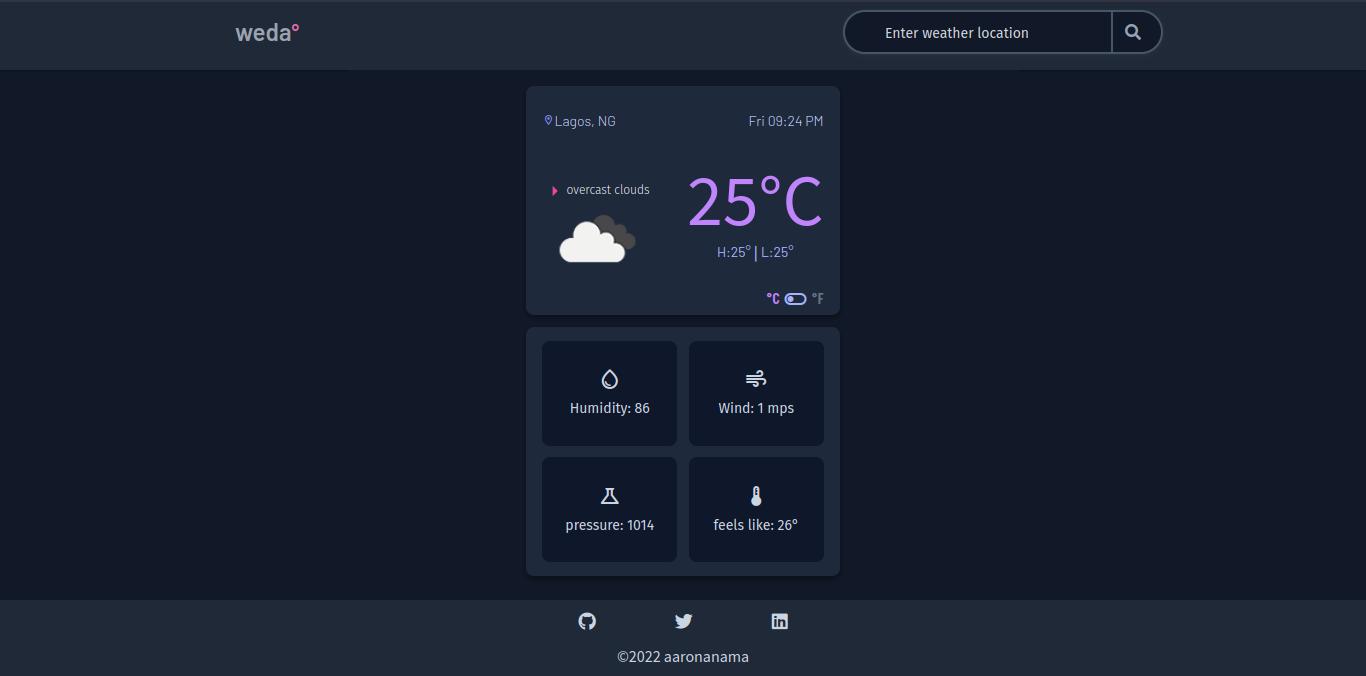 weda°
Enter weather location
Lagos, NG
Fri 09:24 PM
overcast clouds
25°C
H:25° | L:25°
°C °F
Humidity: 86
Wind: 1 mps
pressure: 1014
feels like: 26°
©2022 aaronanama